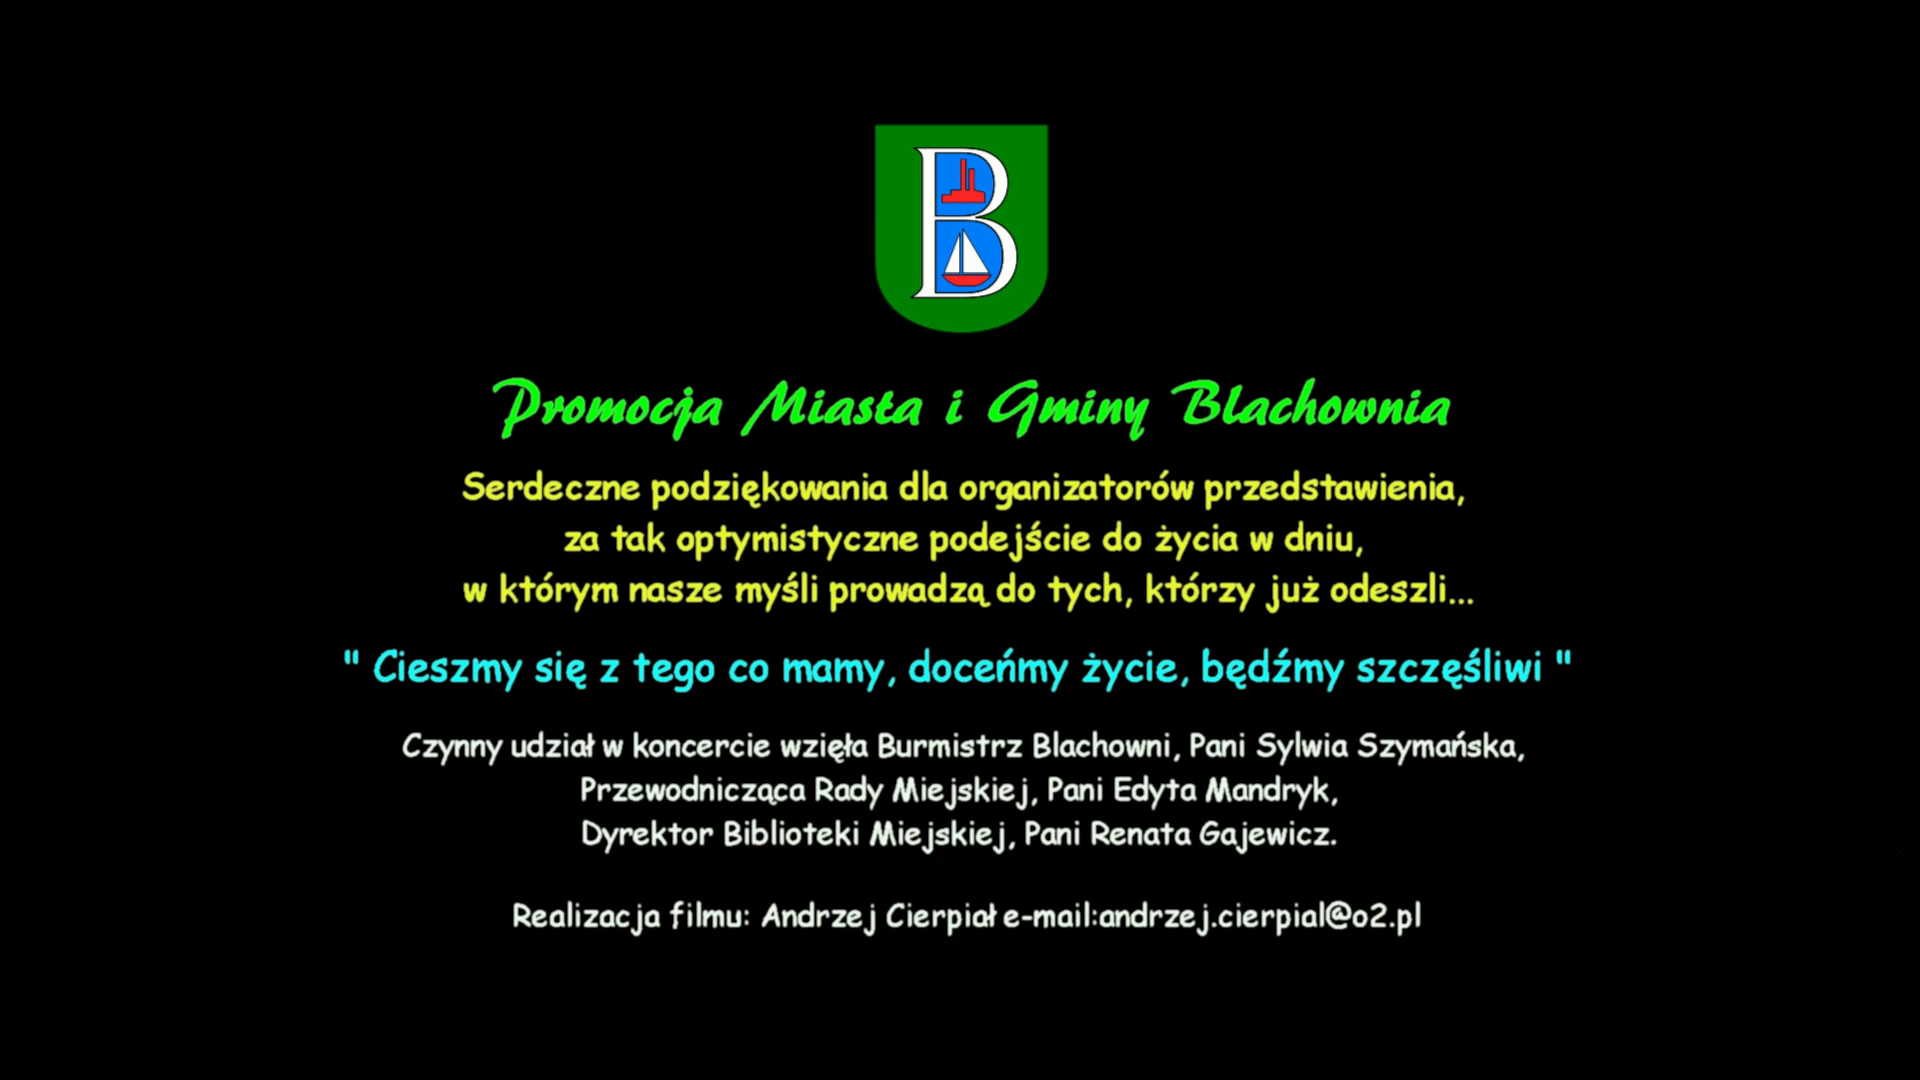 B
Promocja Miasta i Gminy Blachownia
Serdeczne podziękowania dla organizatorów przedstawienia,
za tak optymistyczne podejście do życia w dniu,
w którym nasze myśli prowadzą do tych, którzy już odeszli...
" Cieszmy się z tego co mamy, doceńmy życie, będźmy szczęśliwi "
Czynny udział w koncercie wzięła Burmistrz Blachowni, Pani Sylwia Szymańska,
Przewodnicząca Rady Miejskiej, Pani Edyta Mandryk,
Dyrektor Biblioteki Miejskiej, Pani Renata Gajewicz.
Realizacja filmu: Andrzej Cierpiał e-mail:andrzej.cierpial@o2.pl